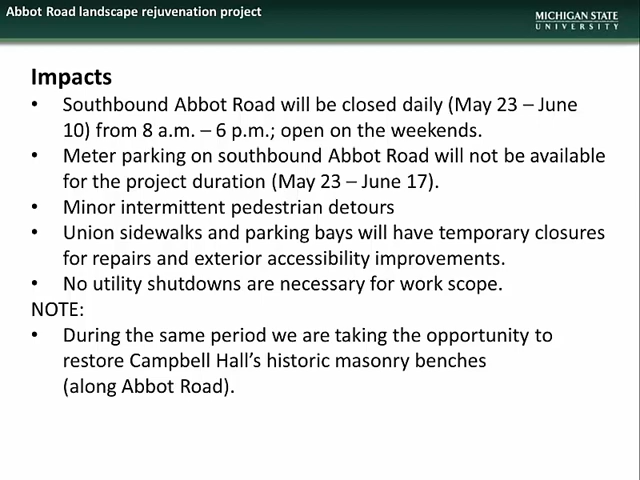 Abbot Road landscape rejuvenation project
MICHIGAN STATE
UNIVERSITY
Impacts
• Southbound Abbot Road will be closed daily (May 23 – June
10) from 8 a.m. – 6 p.m.; open on the weekends.
• Meter parking on southbound Abbot Road will not be available
for the project duration (May 23 – June 17).
• Minor intermittent pedestrian detours
• Union sidewalks and parking bays will have temporary closures
for repairs and exterior accessibility improvements.
• No utility shutdowns are necessary for work scope.
NOTE:
• During the same period we are taking the opportunity to
restore Campbell Hall’s historic masonry benches
(along Abbot Road).